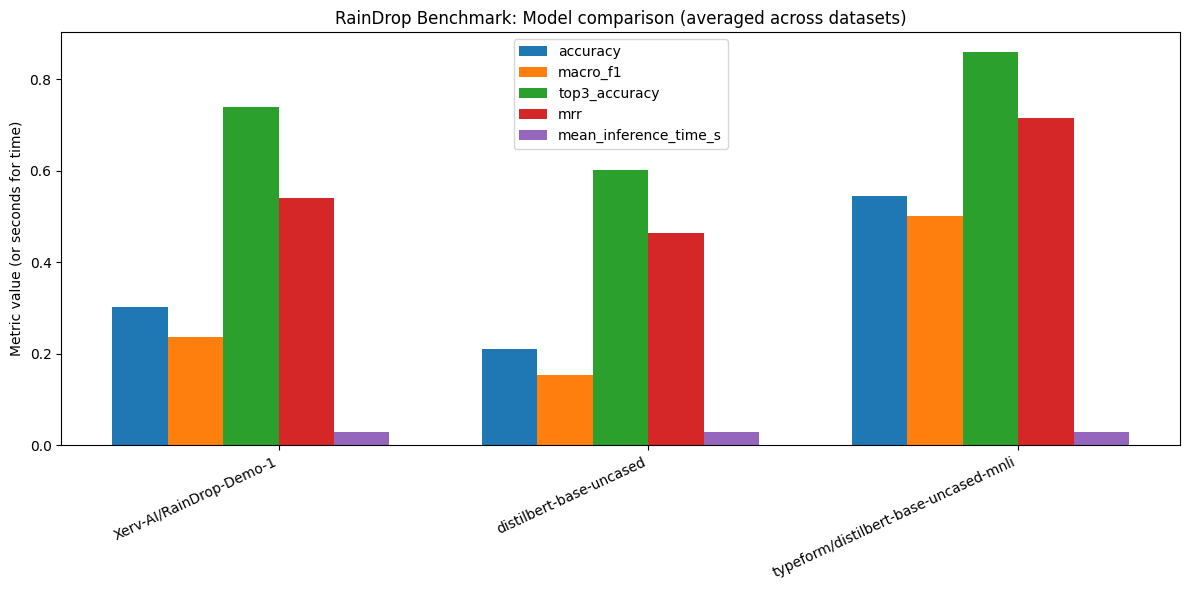 RainDrop Benchmark: Model comparison (averaged across datasets)
accuracy
macro_f1
top3_accuracy
mrr
mean_inference_time_s
Metric value (or seconds for time)
0.8
0.6
0.4
0.2
0.0
Xerv-AI/RainDrop-Demo-1
distilbert-base-uncased
typeform/distilbert-base-uncased-mnli